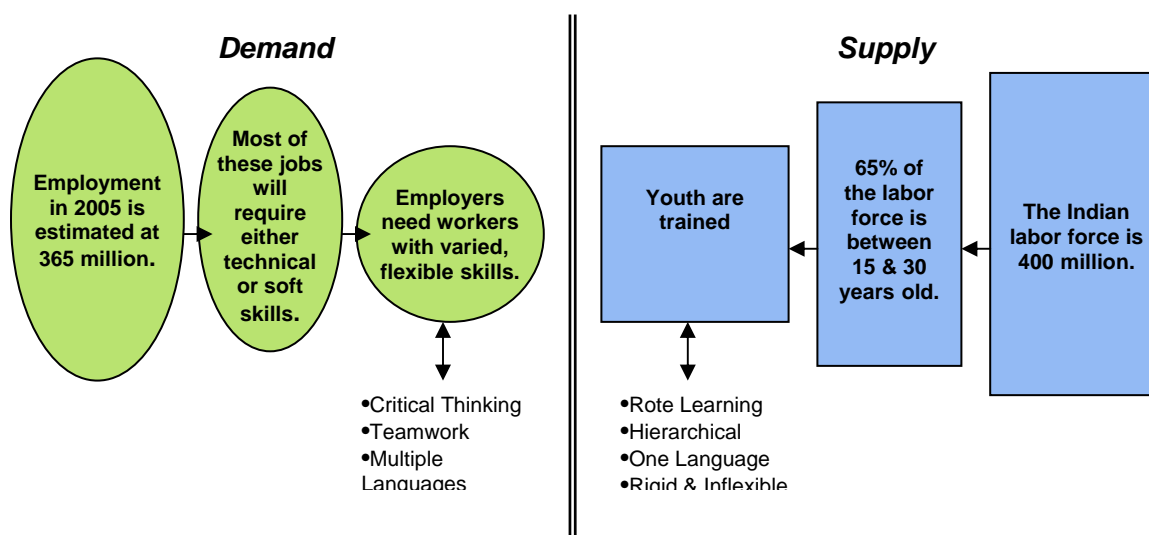 Demand
Employment
in 2005 is
estimated at
365 million.
Most of
these jobs
will
require
either
technical
or soft
skills.
Employers
need workers
with varied,
flexible skills.
•Critical Thinking
•Teamwork
•Multiple
Languages
Supply
Youth are
trained
65% of
the labor
force is
between
15 & 30
years old.
The Indian
labor force is
400 million.
•Rote Learning
•Hierarchical
•One Language
•Rigid & Inflexible